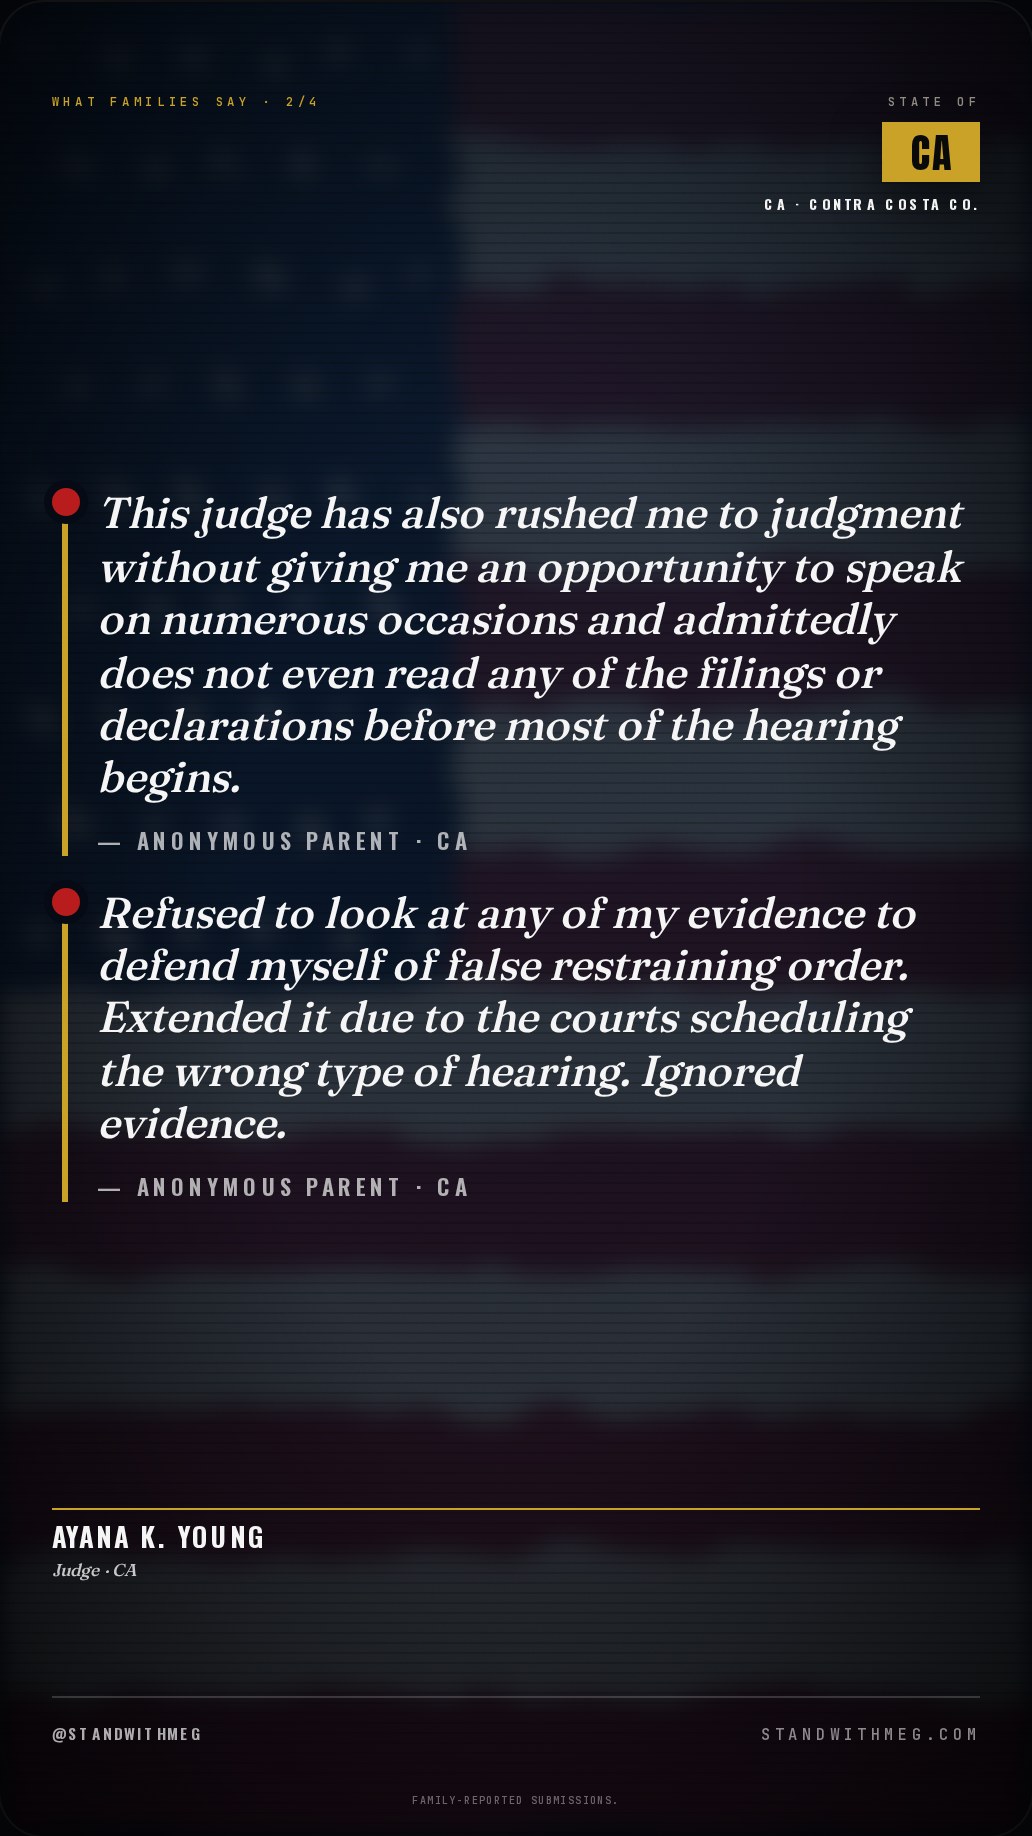 WHAT FAMILIES SAY · 2/4
STATE OF
CA
CA · CONTRA COSTA CO.
This judge has also rushed me to judgment
without giving me an opportunity to speak
on numerous occasions and admittedly
does not even read any of the filings or
declarations before most of the hearing
begins.
— ANONYMOUS PARENT · CA
Refused to look at any of my evidence to
defend myself of false restraining order.
Extended it due to the courts scheduling
the wrong type of hearing. Ignored
evidence.
— ANONYMOUS PARENT · CA
AYANA K. YOUNG
Judge · CA
@STANDWITHMEG
STANDWITHMEG.COM
FAMILY-REPORTED SUBMISSIONS.